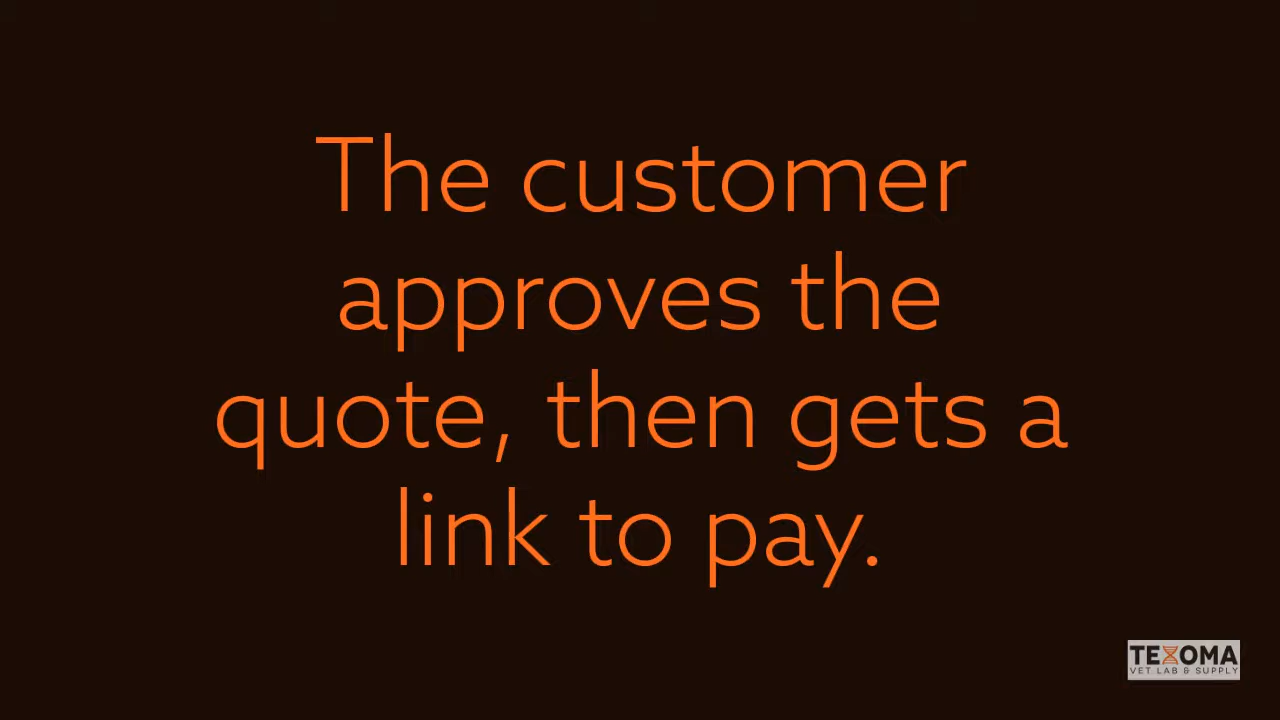 The customer
approves the
quote, then gets a
link to pay.
TEXOMA
VET LAB & SUPPLY